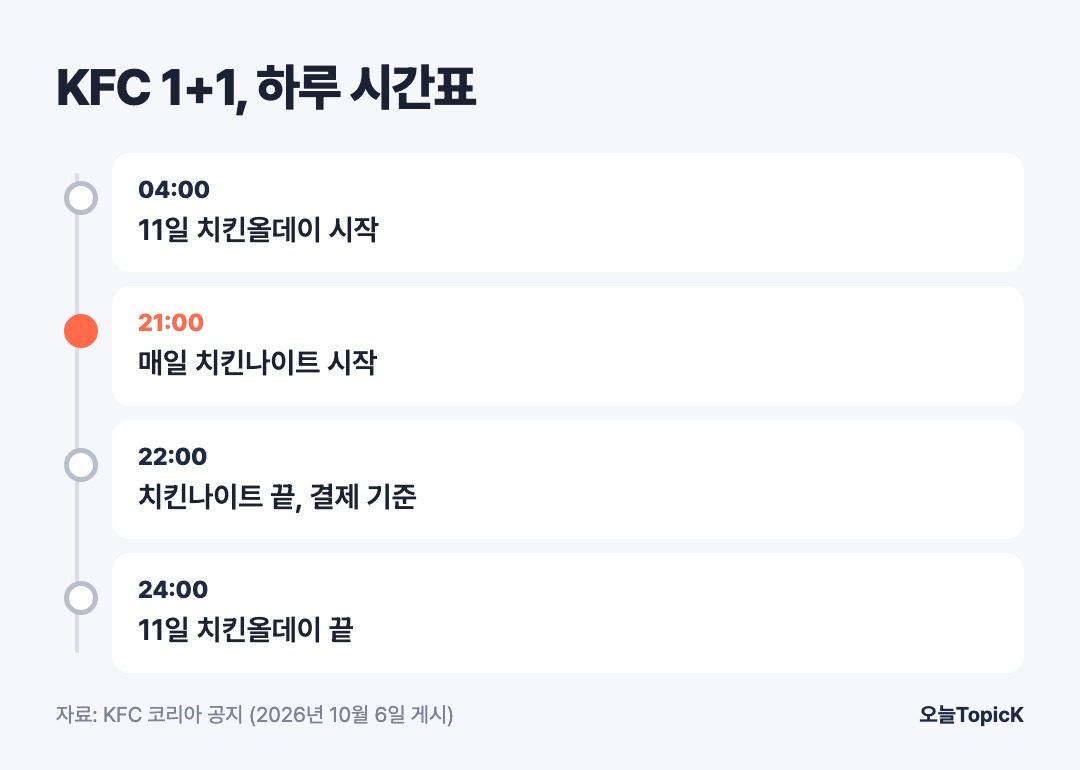 KFC 1+1, 하루 시간표
04:00
11일 치킨올데이 시작
21:00
매일 치킨나이트 시작
22:00
치킨나이트 끝, 결제 기준
24:00
11일 치킨올데이 끝
자료: KFC 코리아 공지 (2026년 10월 6일 게시)
오늘TopicK